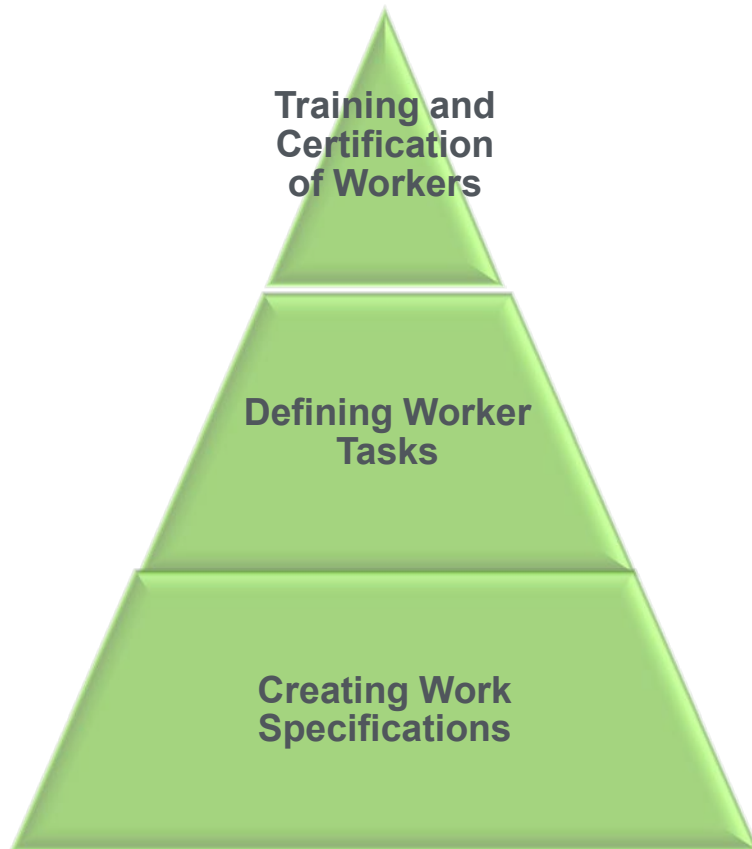 Training and
Certification
of Workers
Defining Worker
Tasks
Creating Work
Specifications